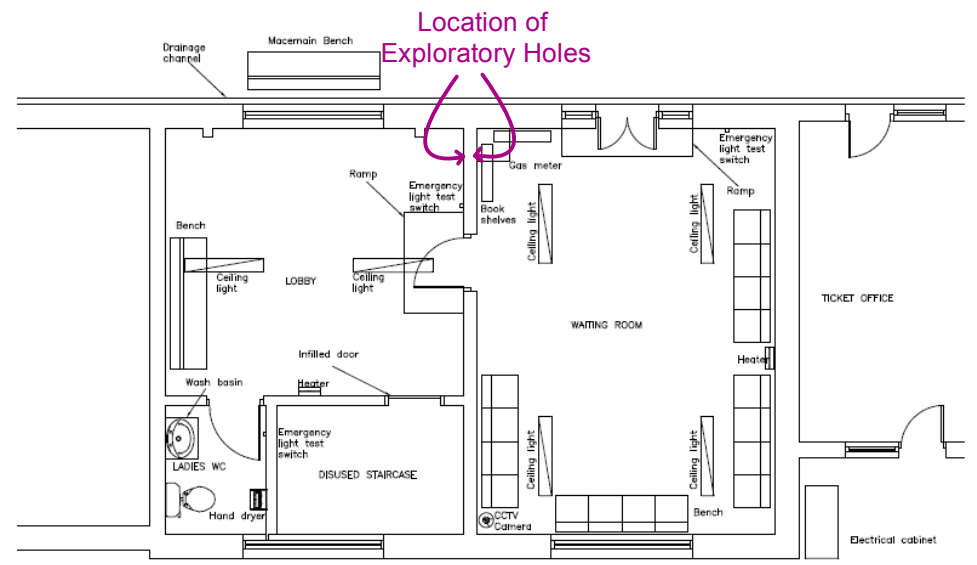 Location of
Exploratory Holes
Drainage
channel
Macemain Bench
Emergency
light test
switch
Gas meter
Ramp
Ramp
Emergency
light test
switch
Book
shelves
Bench
Ceiling light
Ceiling light
Ceiling
light
LOBBY
Ceiling
light
TICKET OFFICE
WAITING ROOM
Infilled door
Heater
Wash basin
Heater
Emergency
light test
switch
Ceiling light
Ceiling light
LADIES WC
DISUSED STAIRCASE
Hand dryer
CCTV
Camera
Bench
Electrical cabinet